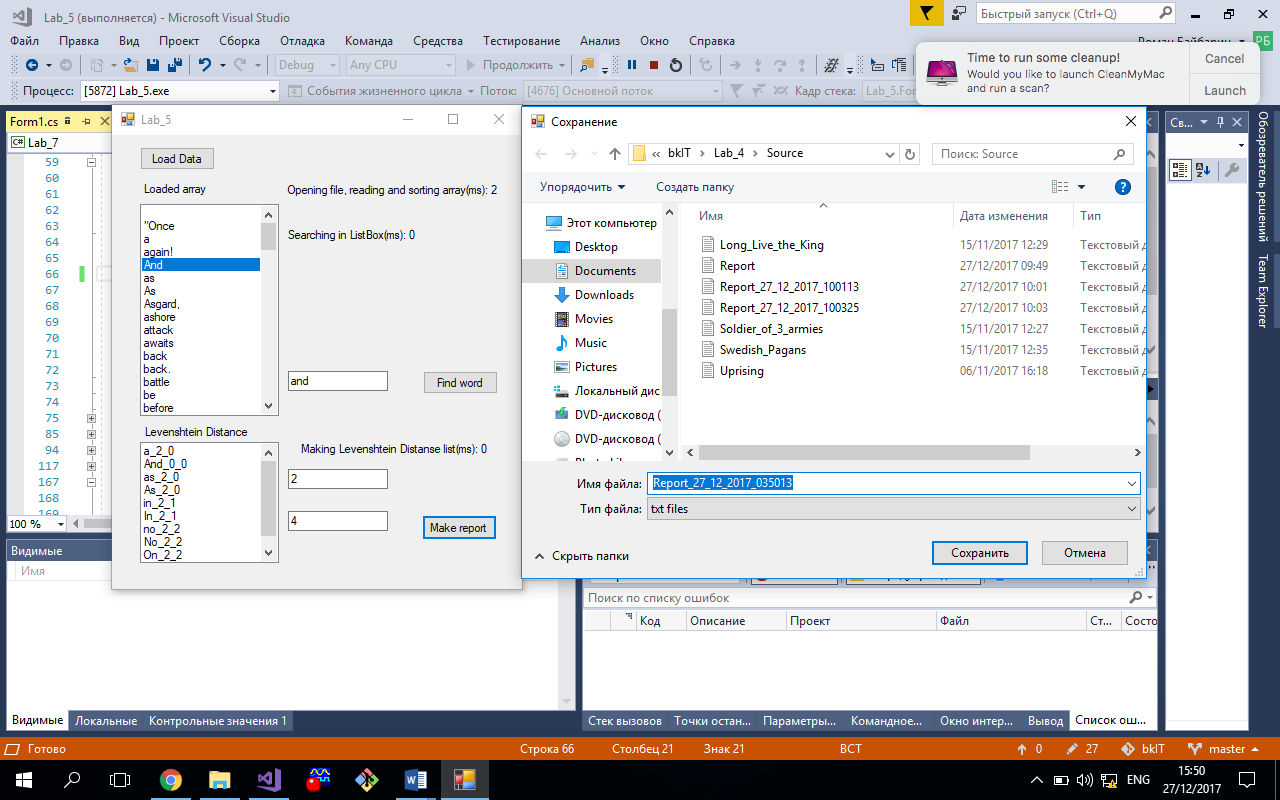 Lab_5 (выполняется) - Microsoft Visual Studio
Быстрый запуск (Ctrl+Q)
Файл Правка Вид Проект Сборка Отладка Команда Средства Тестирование Анализ Окно Справка
РБ
Debug Any CPU Продолжить
Процесс: [5872] Lab_5.exe События жизненного цикла Поток: [4676] Основной поток Кадр стека: Lab_5.For
Time to run some cleanup!
Would you like to launch CleanMyMac
and run a scan?
Cancel
Launch
Form1.cs
Lab_7
59
60
61
62
63
64
65
66
67
68
69
70
71
72
73
74
75
85
94
117
167
168
169
100 %
Lab_5
Load Data
Loaded array
Opening file, reading and sorting array(ms): 2
Searching in ListBox(ms): 0
"Once
a
again!
And
as
As
Asgard,
ashore
attack
awaits
back
back.
battle
be
before
and
Find word
Levenshtein Distance
Making Levenshtein Distanse list(ms): 0
a_2_0
And_0_0
as_2_0
As_2_0
in_2_1
In_2_1
no_2_2
No_2_2
On_2_2
2
4
Make report
Сохранение
bkIT Lab_4 Source
Поиск: Source
Упорядочить Создать папку
Этот компьютер
Desktop
Documents
Downloads
Movies
Music
Pictures
Локальный дис
DVD-дисковод (
DVD-дисковод (
Имя Дата изменения Тип
Long_Live_the_King 15/11/2017 12:29 Текстовый д
Report 27/12/2017 09:49 Текстовый д
Report_27_12_2017_100113 27/12/2017 10:01 Текстовый д
Report_27_12_2017_100325 27/12/2017 10:03 Текстовый д
Soldier_of_3_armies 15/11/2017 12:27 Текстовый д
Swedish_Pagans 15/11/2017 12:35 Текстовый д
Uprising 06/11/2017 16:18 Текстовый д
Имя файла: Report_27_12_2017_035013
Тип файла: txt files
Скрыть папки
Сохранить Отмена
Св...
Обозреватель решений
Team Explorer
Видимые
Имя
Поиск по списку ошибок
Код Описание Проект Файл Ст... Состо
Видимые Локальные Контрольные значения 1
Стек вызовов Точки остан... Параметры... Командное... Окно интер... Вывод Список ош...
Готово Строка 66 Столбец 21 Знак 21 ВСТ 0 27 bkIT master
ENG
15:50
27/12/2017